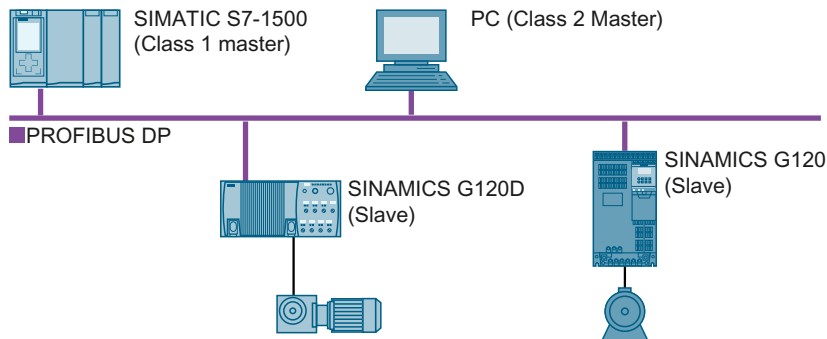 SIMATIC S7-1500
(Class 1 master)
PC (Class 2 Master)
PROFIBUS DP
SINAMICS G120D
(Slave)
SINAMICS G120
(Slave)